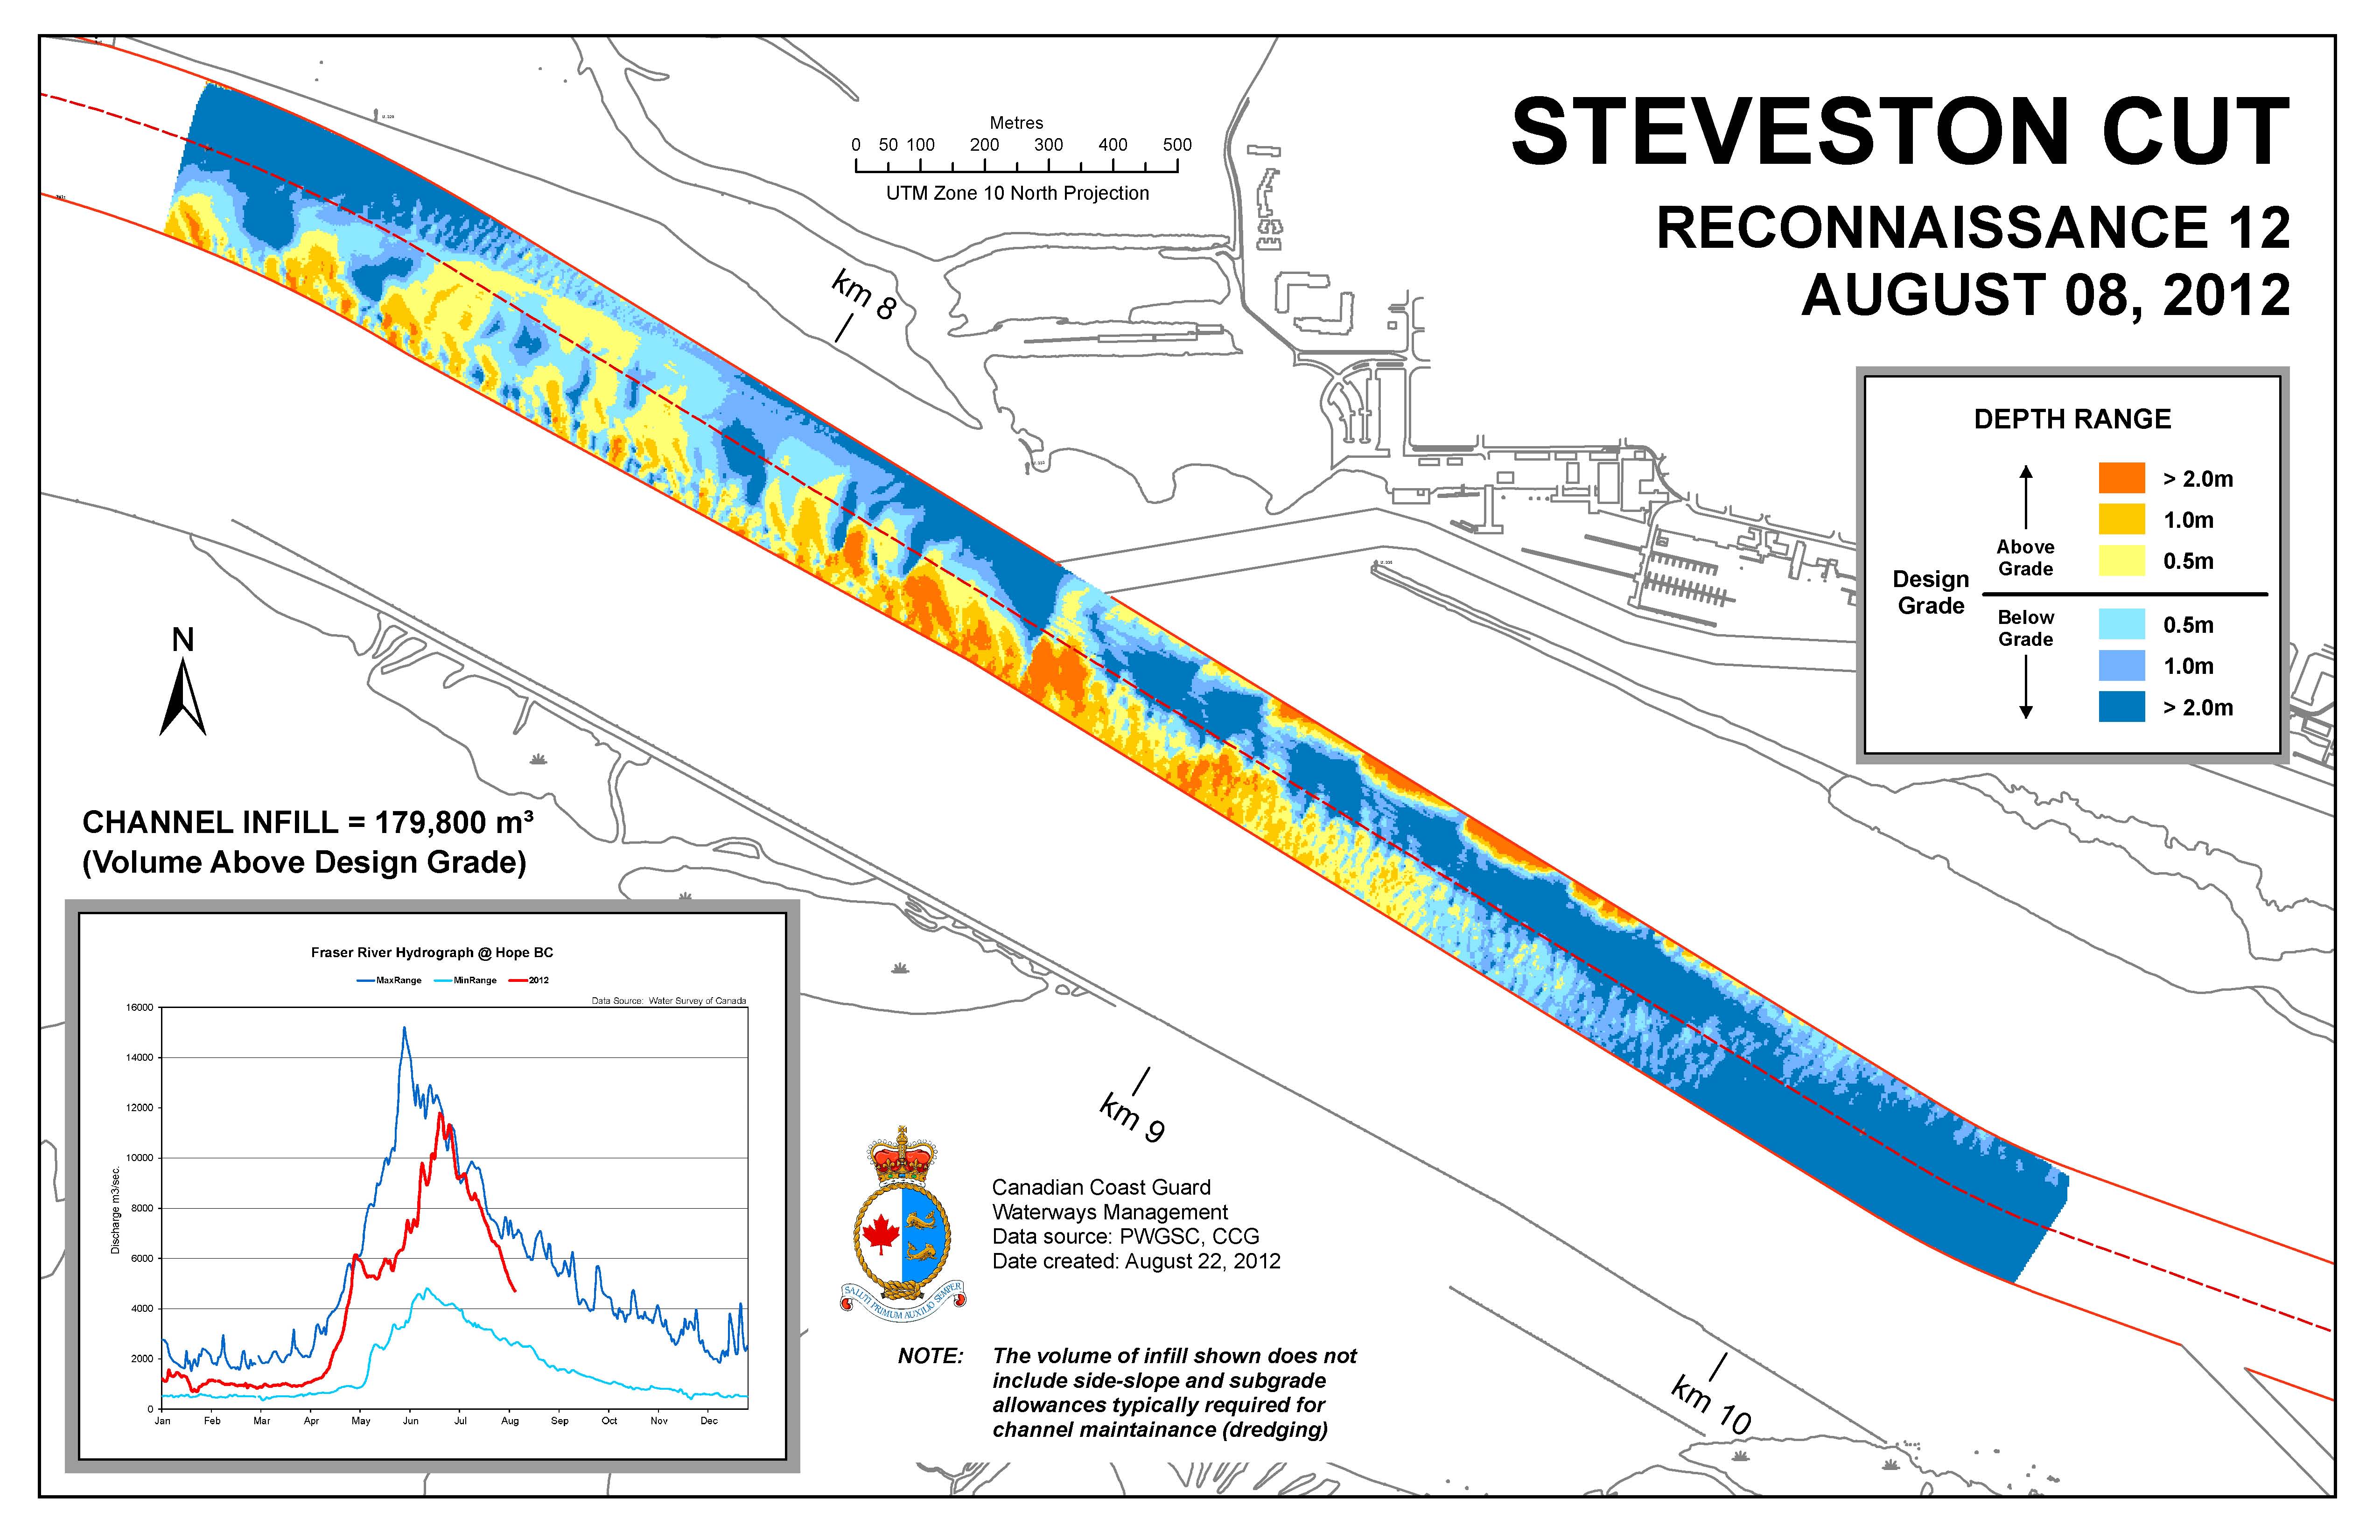 STEVESTON CUT
RECONNAISSANCE 12
AUGUST 08, 2012
Metres
0 50 100 200 300 400 500
UTM Zone 10 North Projection
km 8
DEPTH RANGE
> 2.0m
1.0m
0.5m
Above
Grade
Design
Grade
Below
Grade
0.5m
1.0m
> 2.0m
N
CHANNEL INFILL = 179,800 m³
(Volume Above Design Grade)
Fraser River Hydrograph @ Hope BC
MaxRange MinRange 2012
Data Source: Water Survey of Canada
Discharge m3/sec.
16000
14000
12000
10000
8000
6000
4000
2000
0
Jan Feb Mar Apr May Jun Jul Aug Sep Oct Nov Dec
km 9
SALUTI PRIMUM AUXILIO SEMPER
Canadian Coast Guard
Waterways Management
Data source: PWGSC, CCG
Date created: August 22, 2012
NOTE: The volume of infill shown does not
include side-slope and subgrade
allowances typically required for
channel maintainance (dredging)
km 10